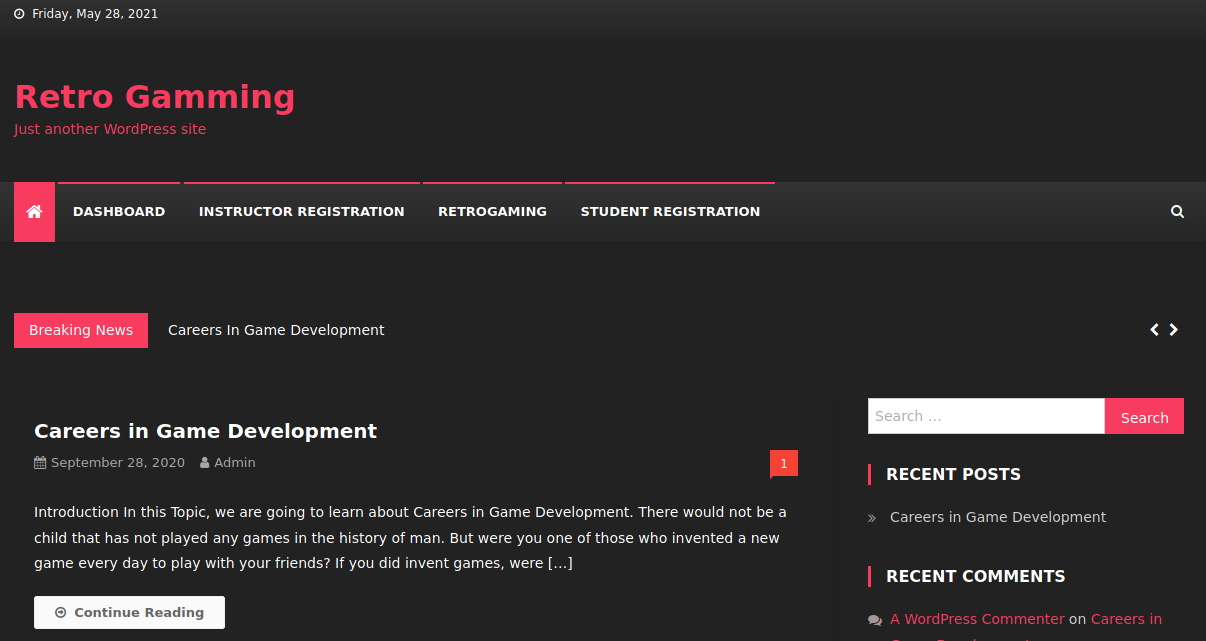 Friday, May 28, 2021
Retro Gamming
Just another WordPress site
DASHBOARD INSTRUCTOR REGISTRATION RETROGAMING STUDENT REGISTRATION
Breaking News Careers In Game Development
Careers in Game Development
September 28, 2020 Admin
1
Introduction In this Topic, we are going to learn about Careers in Game Development. There would not be a
child that has not played any games in the history of man. But were you one of those who invented a new
game every day to play with your friends? If you did invent games, were […]
Continue Reading
Search …
Search
RECENT POSTS
Careers in Game Development
RECENT COMMENTS
A WordPress Commenter on Careers in